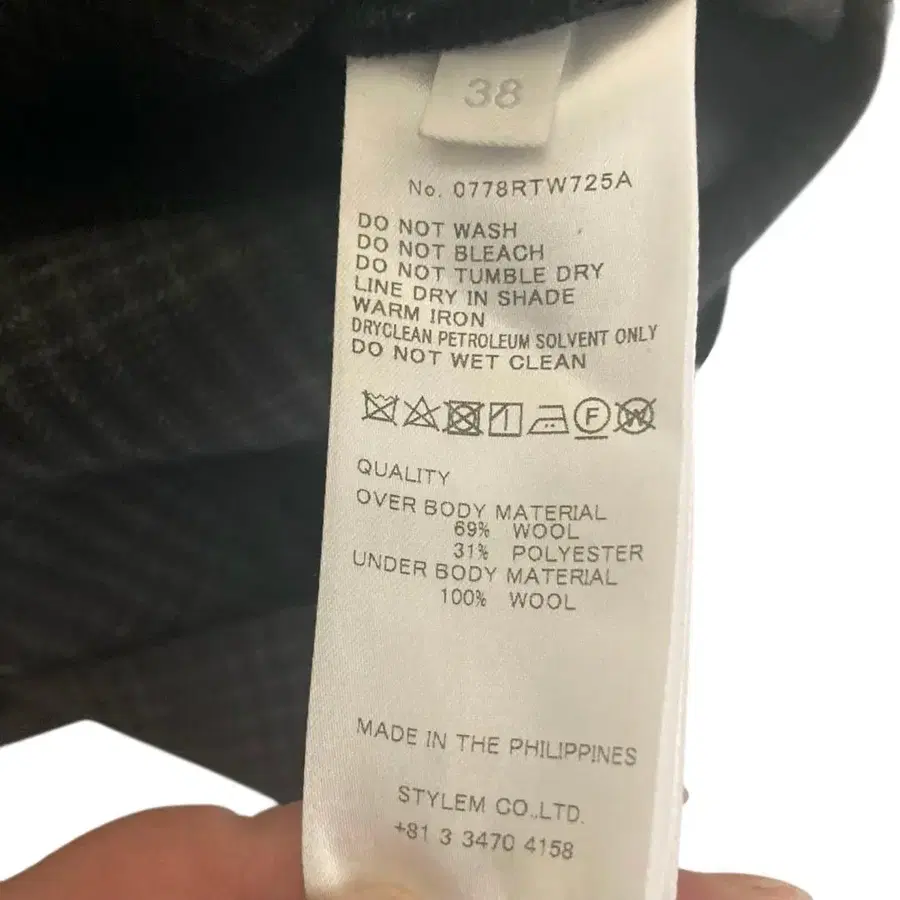 38
No. 0778RTW725A
DO NOT WASH
DO NOT BLEACH
DO NOT TUMBLE DRY
LINE DRY IN SHADE
WARM IRON
DRYCLEAN PETROLEUM SOLVENT ONLY
DO NOT WET CLEAN
F W
QUALITY
OVER BODY MATERIAL
69% WOOL
31% POLYESTER
UNDER BODY MATERIAL
100% WOOL
MADE IN THE PHILIPPINES
STYLEM CO.,LTD.
+81 3 3470 4158